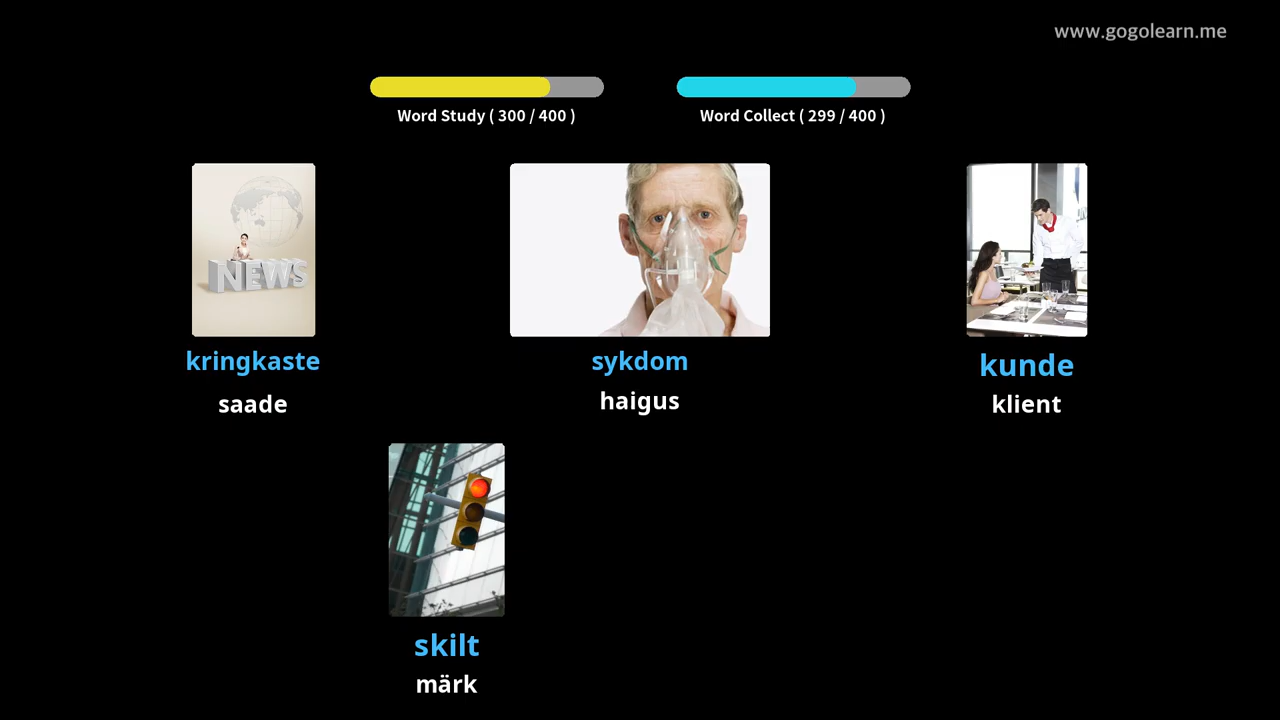 www.gogolearn.me
Word Study ( 300 / 400 )
Word Collect ( 299 / 400 )
NEWS
kringkaste
sykdom
kunde
saade
haigus
klient
skilt
märk